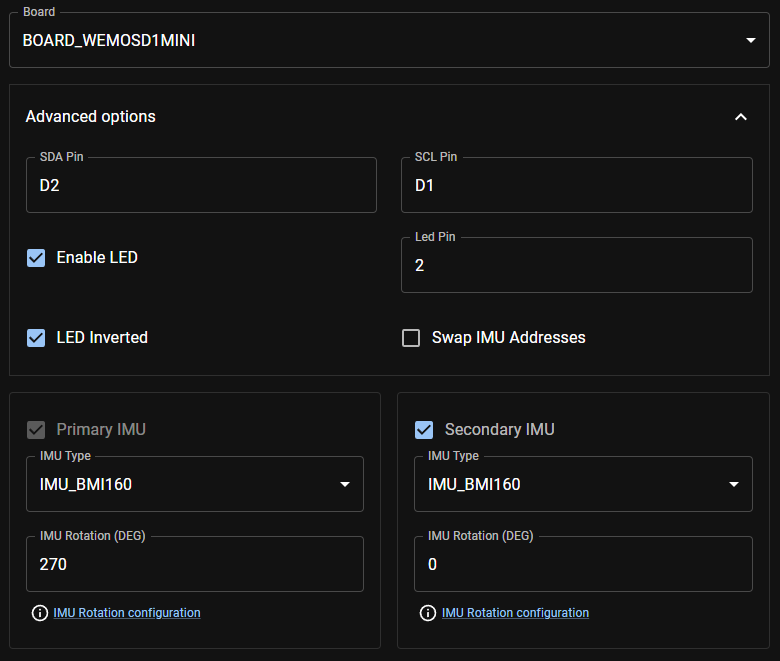 Board
BOARD_WEMOSD1MINI
Advanced options
SDA Pin
D2
SCL Pin
D1
Enable LED
Led Pin
2
LED Inverted
Swap IMU Addresses
Primary IMU
IMU Type
IMU_BMI160
IMU Rotation (DEG)
270
IMU Rotation configuration
Secondary IMU
IMU Type
IMU_BMI160
IMU Rotation (DEG)
0
IMU Rotation configuration